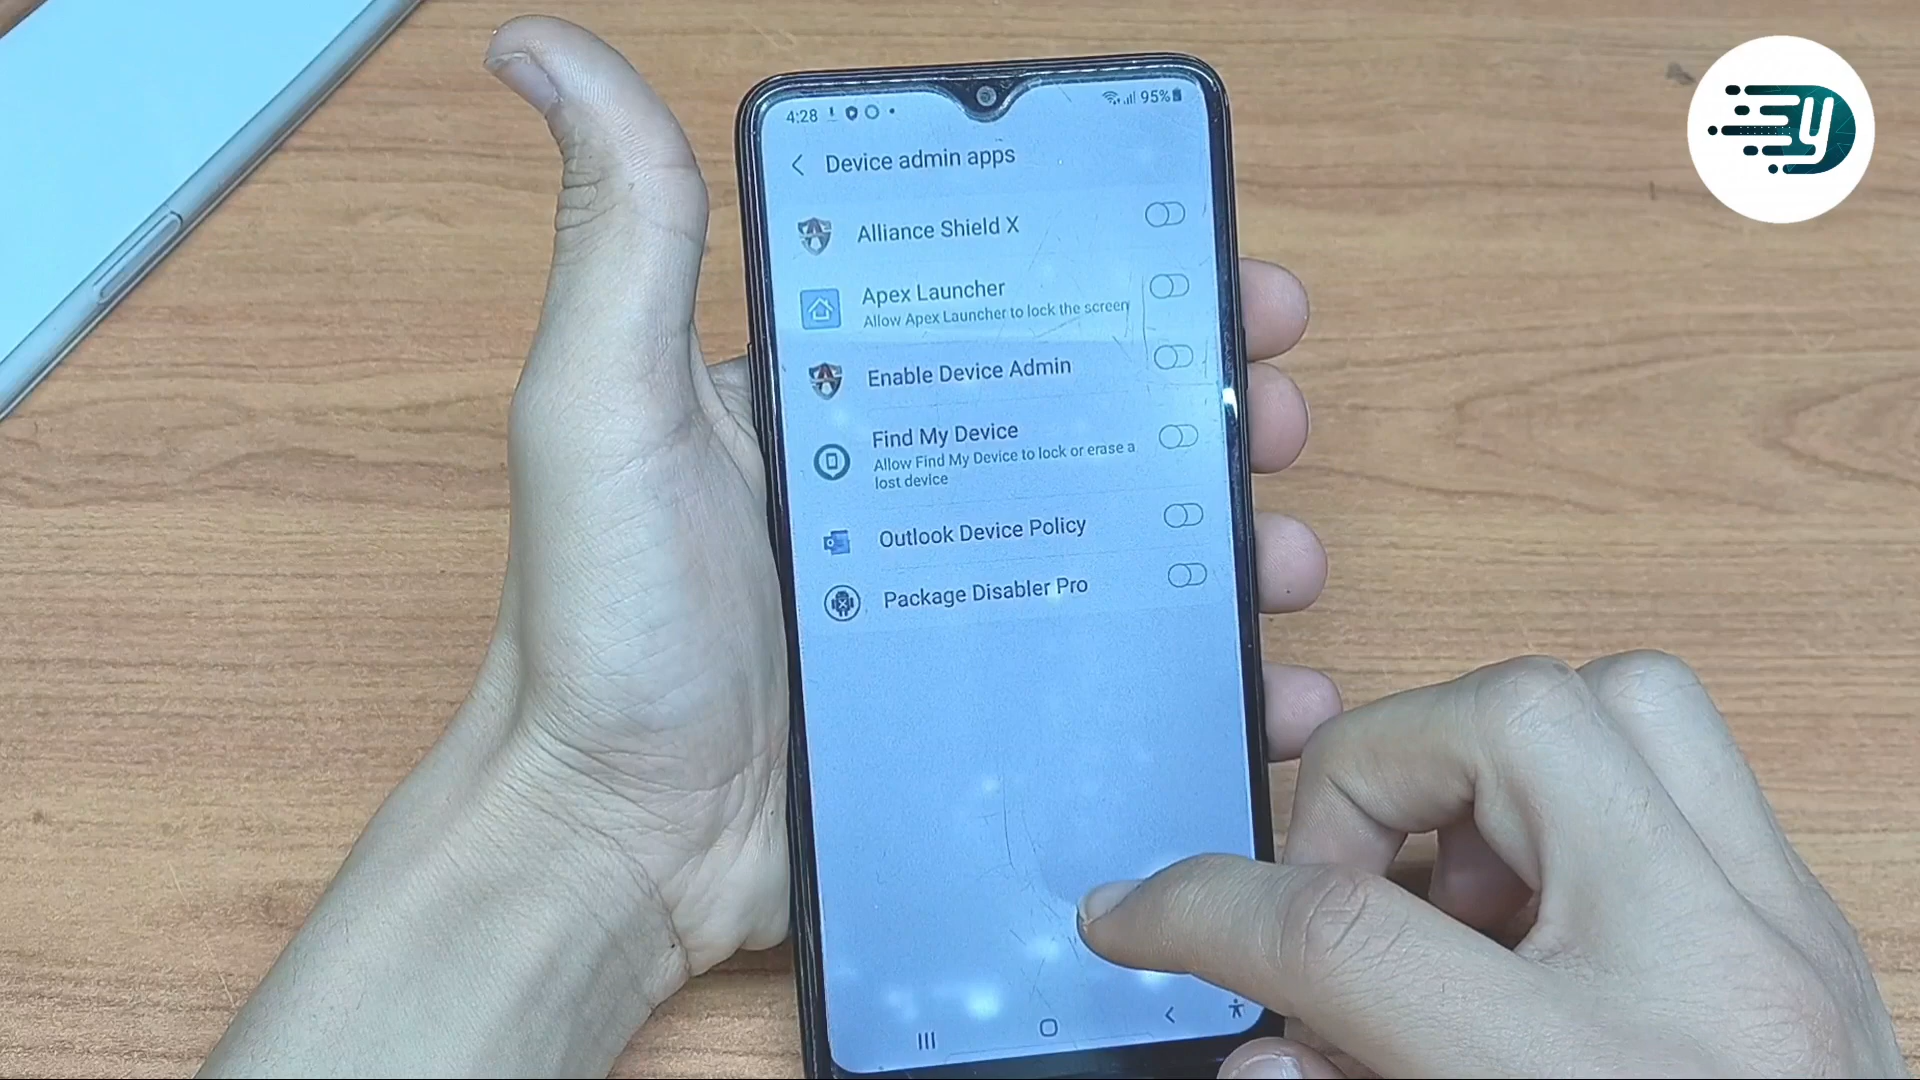 4:28
95%
Device admin apps
Alliance Shield X
Apex Launcher
Allow Apex Launcher to lock the screen
Enable Device Admin
Find My Device
Allow Find My Device to lock or erase a
lost device
Outlook Device Policy
Package Disabler Pro
y